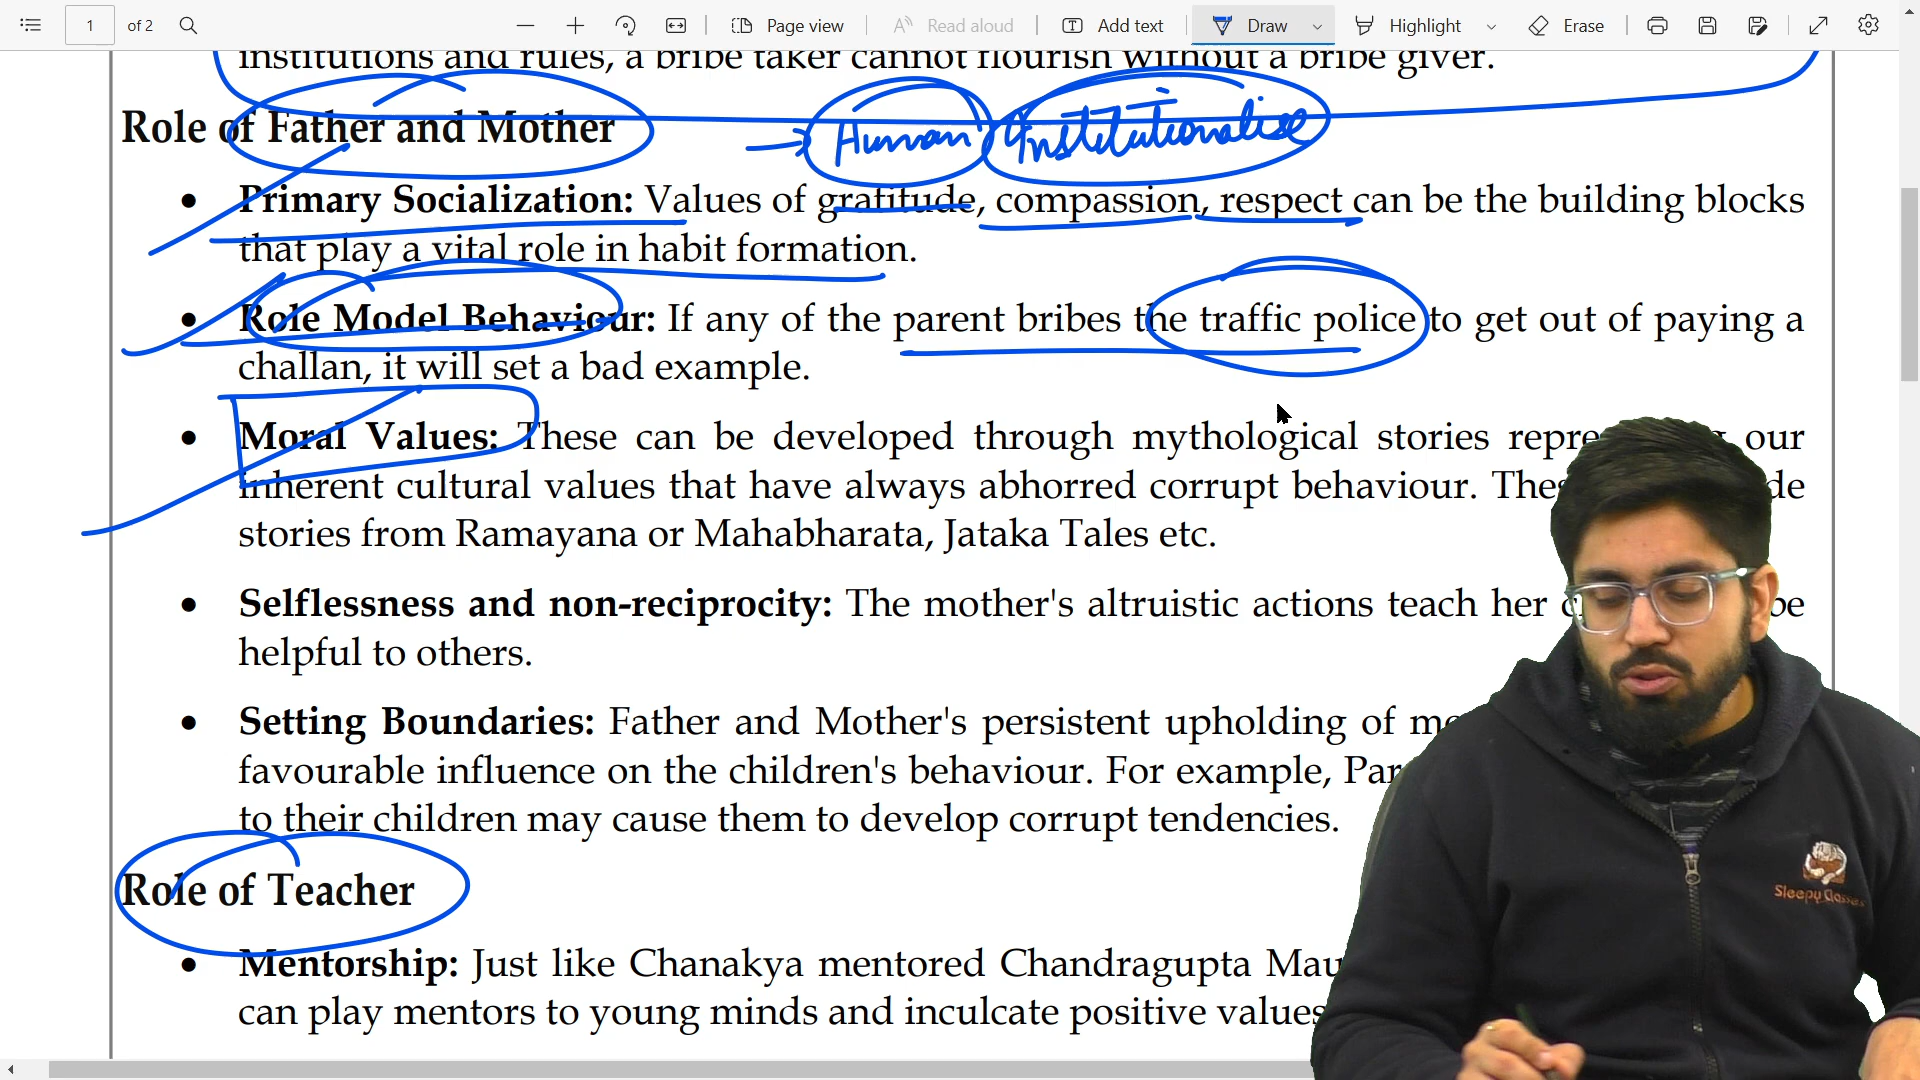 1 of 2 Page view Read aloud Add text Draw Highlight Erase
institutions and rules, a bribe taker cannot flourish without a bribe giver.
Role of Father and Mother → Human Institutionalise
• Primary Socialization: Values of gratitude, compassion, respect can be the building blocks
that play a vital role in habit formation.
• Role Model Behaviour: If any of the parent bribes the traffic police to get out of paying a
challan, it will set a bad example.
• Moral Values: These can be developed through mythological stories our
inherent cultural values that have always abhorred corrupt behaviour.
stories from Ramayana or Mahabharata, Jataka Tales etc.
• Selflessness and non-reciprocity: The mother's altruistic actions teach her be
helpful to others.
• Setting Boundaries: Father and Mother's persistent upholding of
favourable influence on the children's behaviour. For example,
to their children may cause them to develop corrupt tendencies.
Role of Teacher
• Mentorship: Just like Chanakya mentored Chandragupta
can play mentors to young minds and inculcate positive values
Sleepy Classes